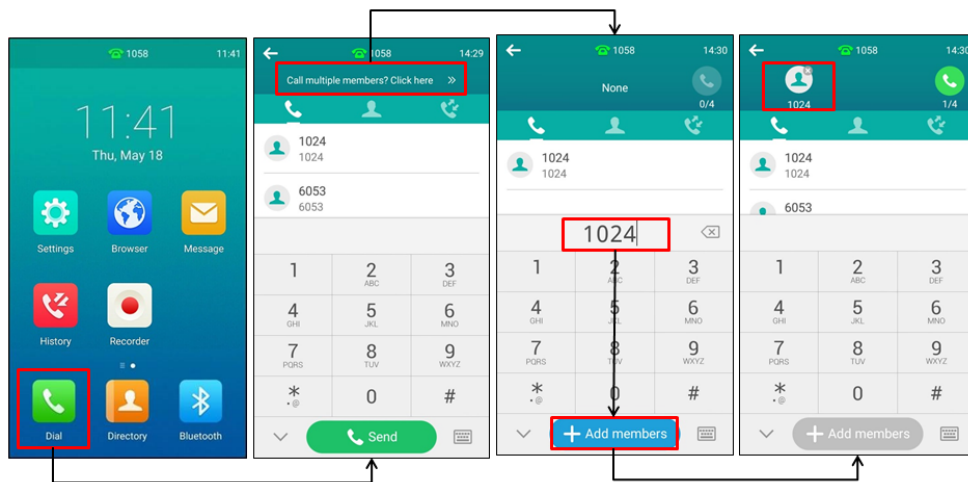 1058
11:41
11:41
Thu, May 18
Settings
Browser
Message
History
Recorder
Dial
Directory
Bluetooth
1058
14:29
Call multiple members? Click here »
1024
1024
6053
6053
1
2
ABC
3
DEF
4
GHI
5
JKL
6
MNO
7
PQRS
8
TUV
9
WXYZ
*
.@
0
#
Send
1058
14:30
None
0/4
1024
1024
1024
1
2
ABC
3
DEF
4
GHI
5
JKL
6
MNO
7
PQRS
8
TUV
9
WXYZ
*
.@
0
#
+ Add members
1058
14:30
1024
1/4
1024
1024
6053
1
2
ABC
3
DEF
4
GHI
5
JKL
6
MNO
7
PQRS
8
TUV
9
WXYZ
*
.@
0
#
+ Add members